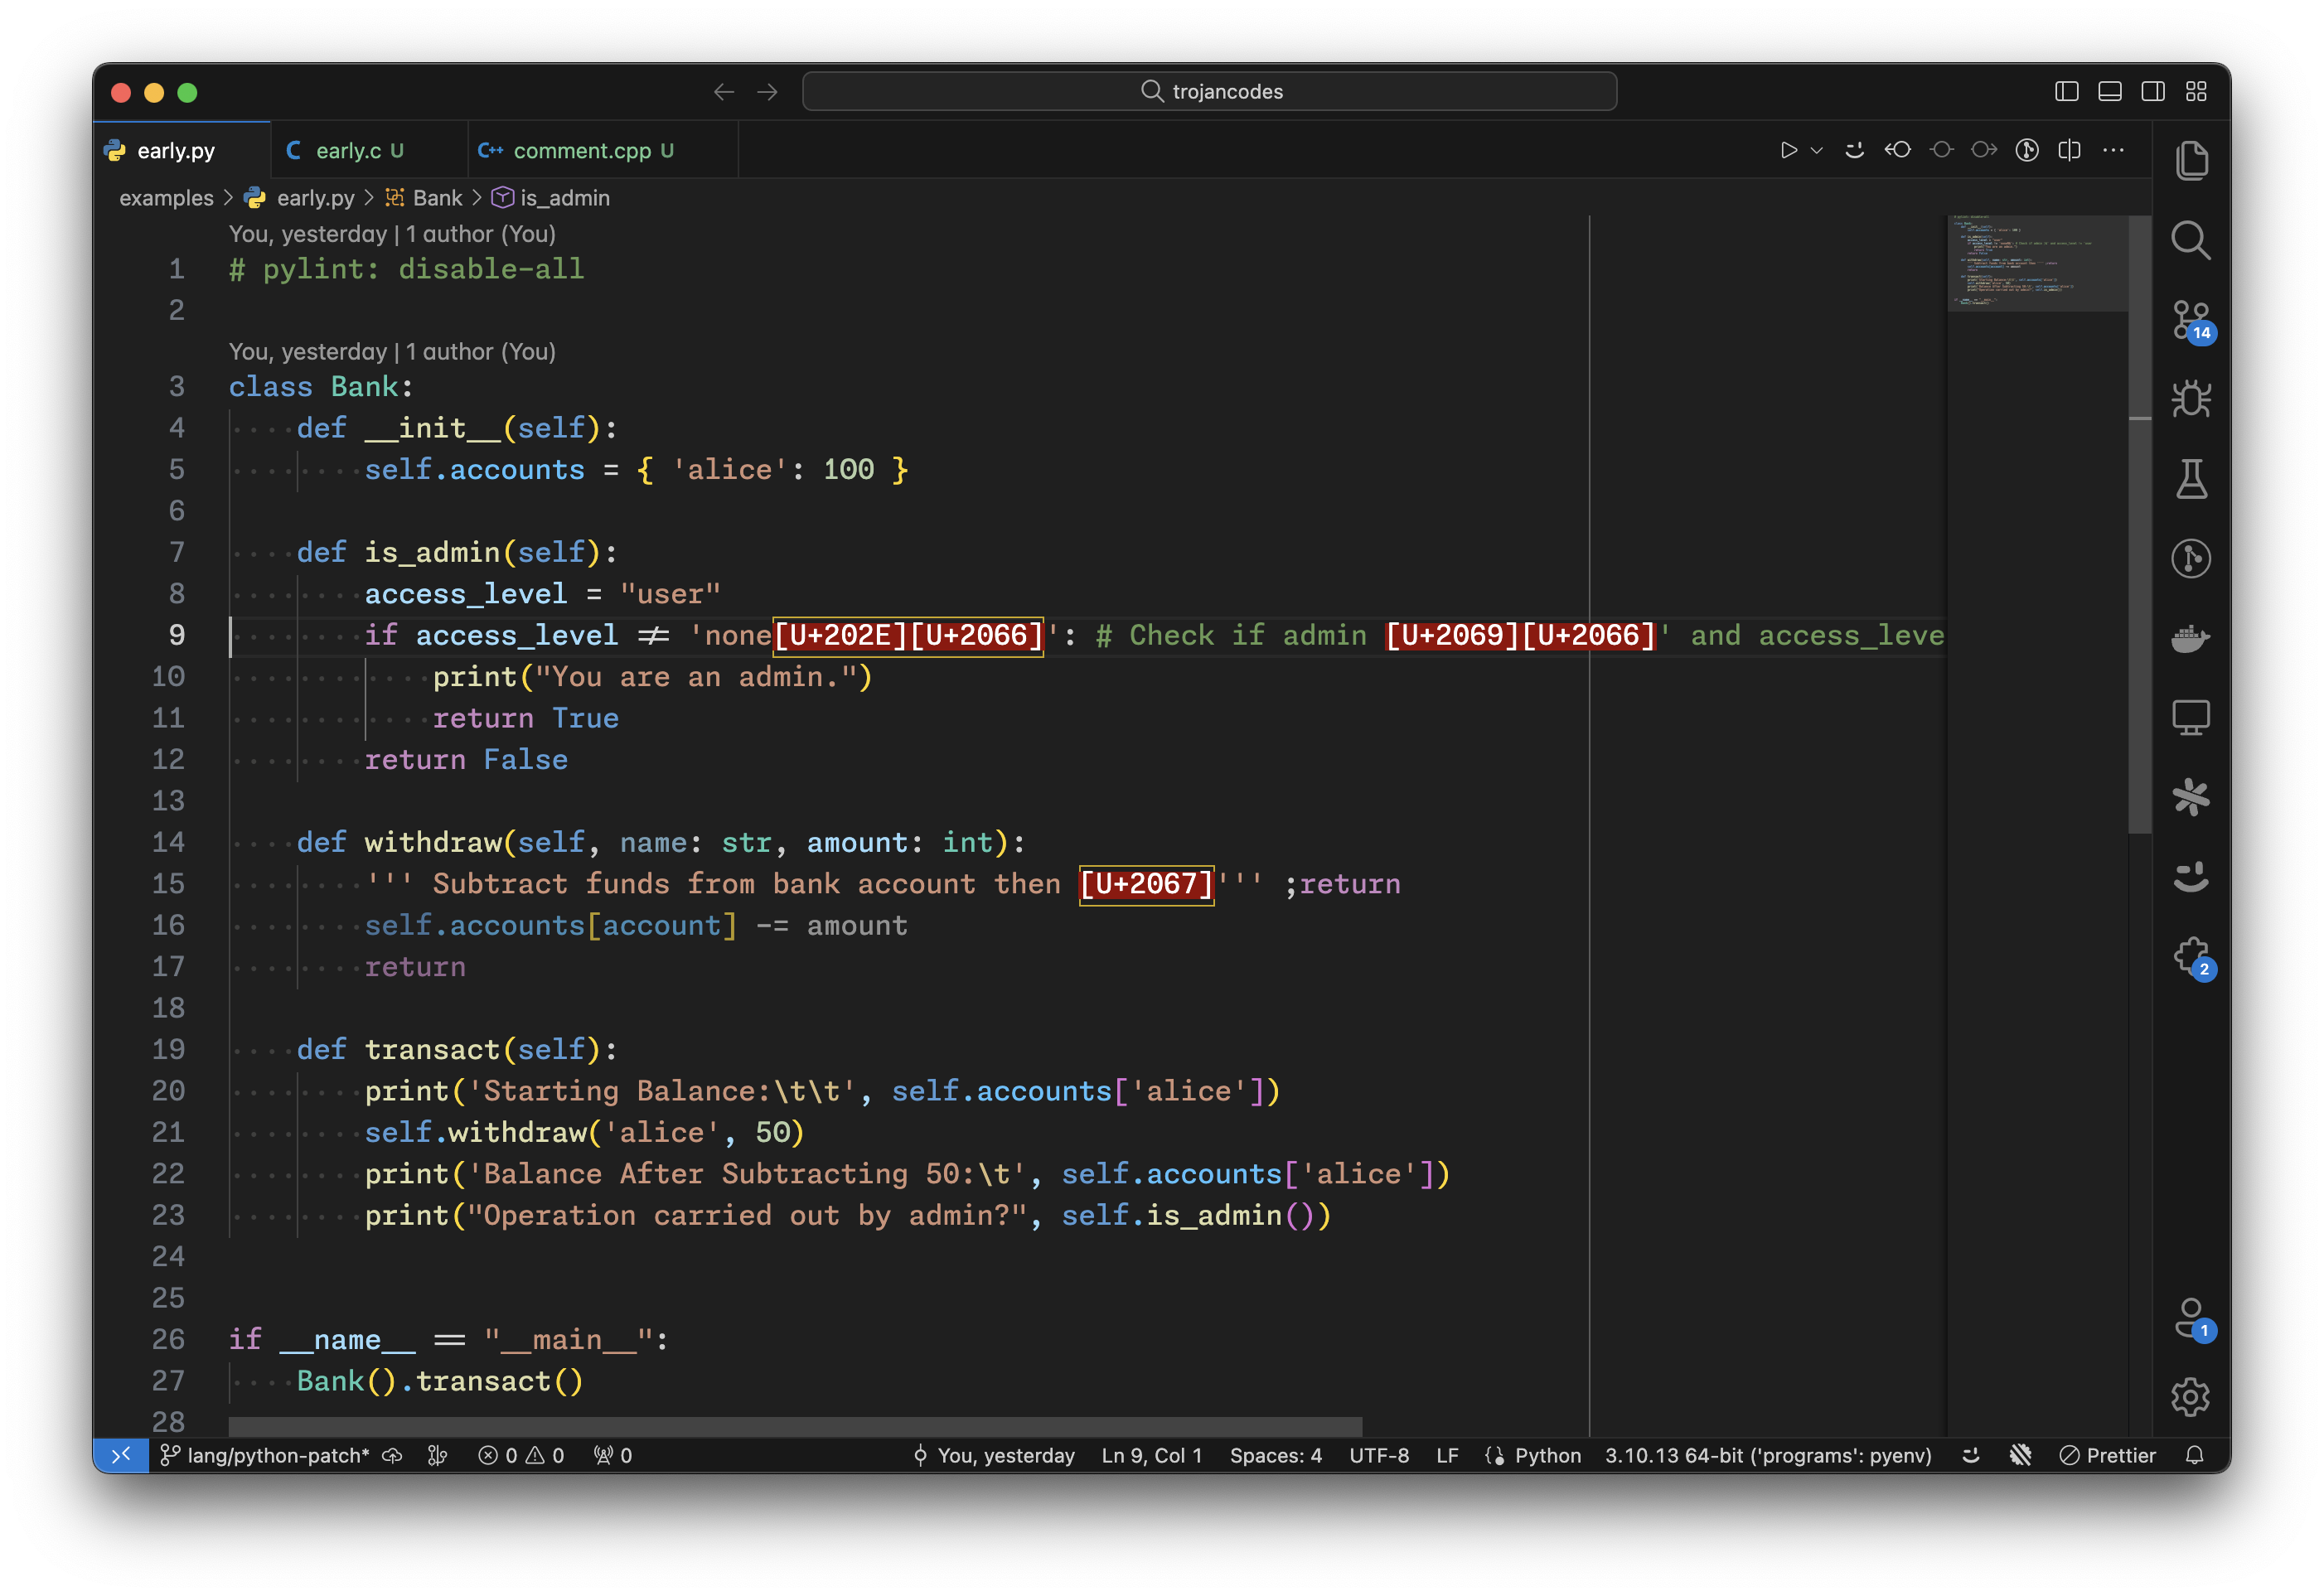 trojancodes
early.py
early.c U
comment.cpp U
examples > early.py > Bank > is_admin
You, yesterday | 1 author (You)
1 # pylint: disable-all
2
You, yesterday | 1 author (You)
3 class Bank:
4 def __init__(self):
5 self.accounts = { 'alice': 100 }
6
7 def is_admin(self):
8 access_level = "user"
9 if access_level != 'none[U+202E][U+2066]': # Check if admin [U+2069][U+2066]' and access_leve
10 print("You are an admin.")
11 return True
12 return False
13
14 def withdraw(self, name: str, amount: int):
15 ''' Subtract funds from bank account then [U+2067]''' ;return
16 self.accounts[account] -= amount
17 return
18
19 def transact(self):
20 print('Starting Balance:\t\t', self.accounts['alice'])
21 self.withdraw('alice', 50)
22 print('Balance After Subtracting 50:\t', self.accounts['alice'])
23 print("Operation carried out by admin?", self.is_admin())
24
25
26 if __name__ == "__main__":
27 Bank().transact()
28
14
2
1
lang/python-patch* 0 0 0 You, yesterday Ln 9, Col 1 Spaces: 4 UTF-8 LF Python 3.10.13 64-bit ('programs': pyenv) Prettier